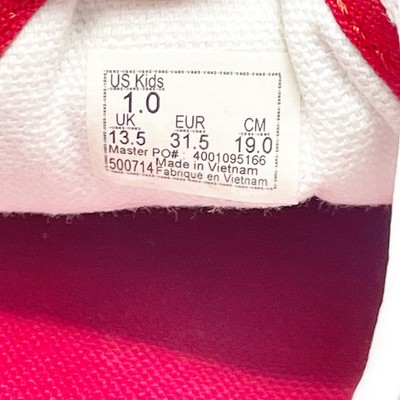 US Kids
1.0
UK EUR CM
13.5 31.5 19.0
Master PO# : 4001095166
500714 Made in Vietnam
Fabrique en Vietnam